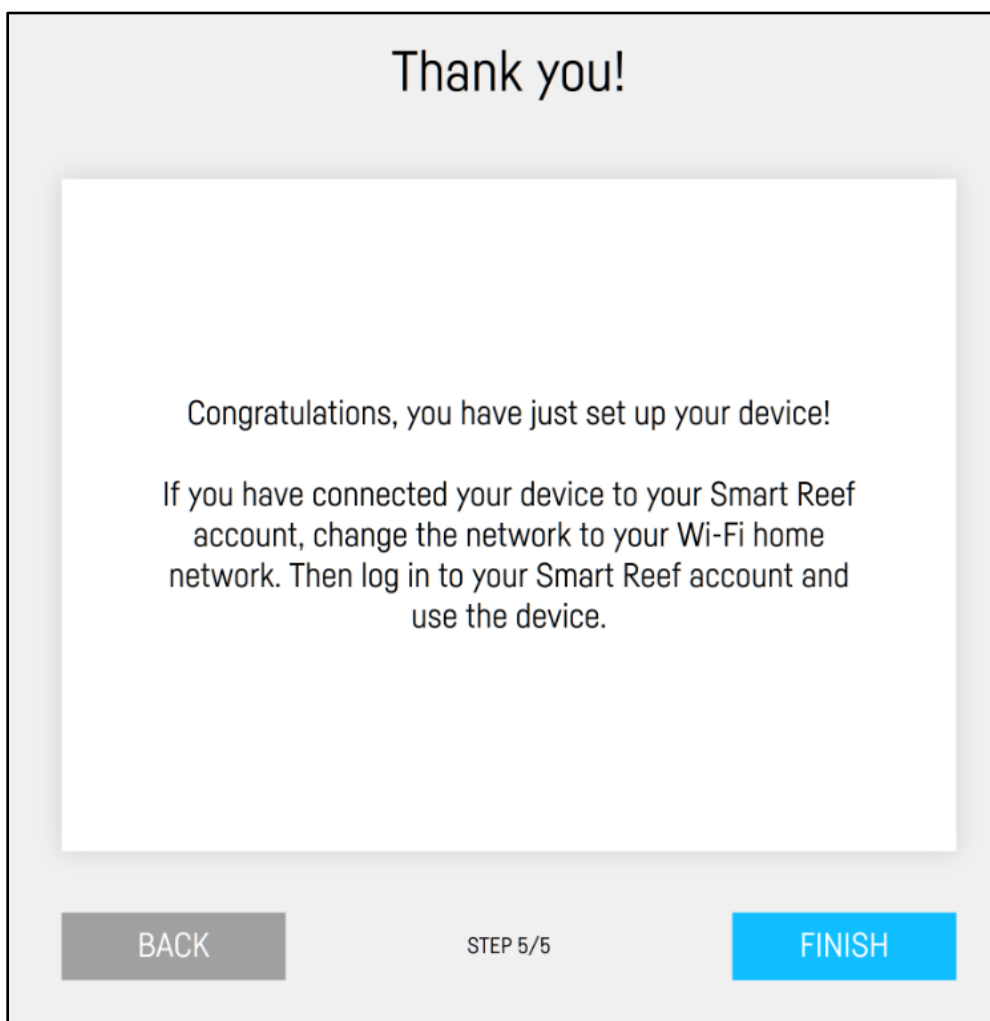 Thank you!
Congratulations, you have just set up your device!
If you have connected your device to your Smart Reef
account, change the network to your Wi-Fi home
network. Then log in to your Smart Reef account and
use the device.
BACK
STEP 5/5
FINISH